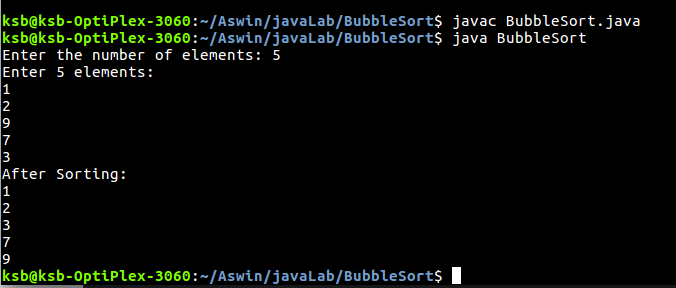 ksb@ksb-OptiPlex-3060:~/Aswin/javaLab/BubbleSort$ javac BubbleSort.java
ksb@ksb-OptiPlex-3060:~/Aswin/javaLab/BubbleSort$ java BubbleSort
Enter the number of elements: 5
Enter 5 elements:
1
2
9
7
3
After Sorting:
1
2
3
7
9
ksb@ksb-OptiPlex-3060:~/Aswin/javaLab/BubbleSort$